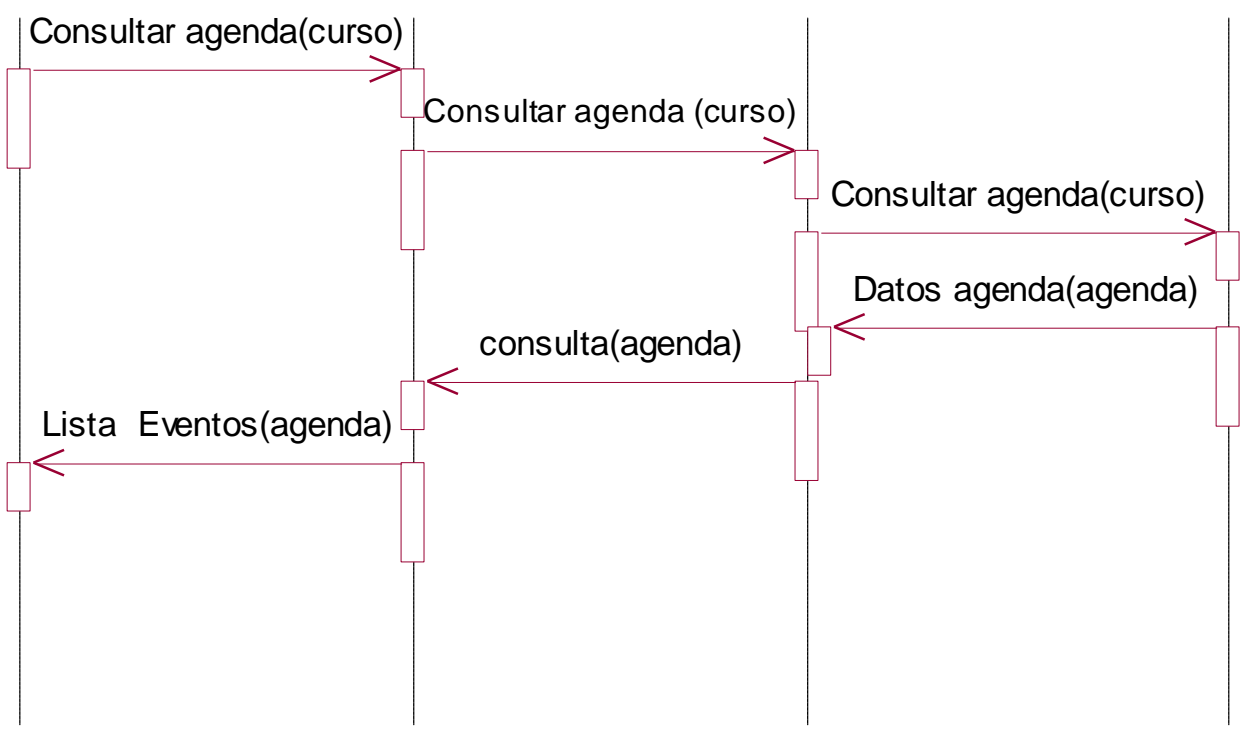 Consultar agenda(curso)
Consultar agenda (curso)
Consultar agenda(curso)
Datos agenda(agenda)
consulta(agenda)
Lista Eventos(agenda)